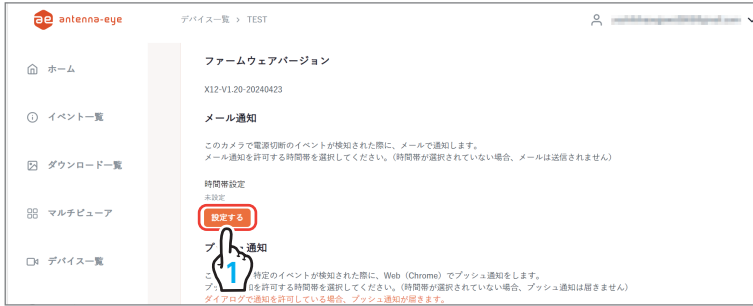 antenna-eye
デバイス一覧 › TEST
ホーム
イベント一覧
ダウンロード一覧
マルチビューア
デバイス一覧
ファームウェアバージョン
X12-V1.20-20240423
メール通知
このカメラで電源切断のイベントが検知された際に、メールで通知します。
メール通知を許可する時間帯を選択してください。(時間帯が選択されていない場合、メールは送信されません)
時間帯設定
未設定
設定する
プ 通知
こ 特定のイベントが検知された際に、Web（Chrome）でプッシュ通知をします。
プ を許可する時間帯を選択してください。(時間帯が選択されていない場合、プッシュ通知は届きません)
ダイアログで通知を許可している場合、プッシュ通知が届きます。
1